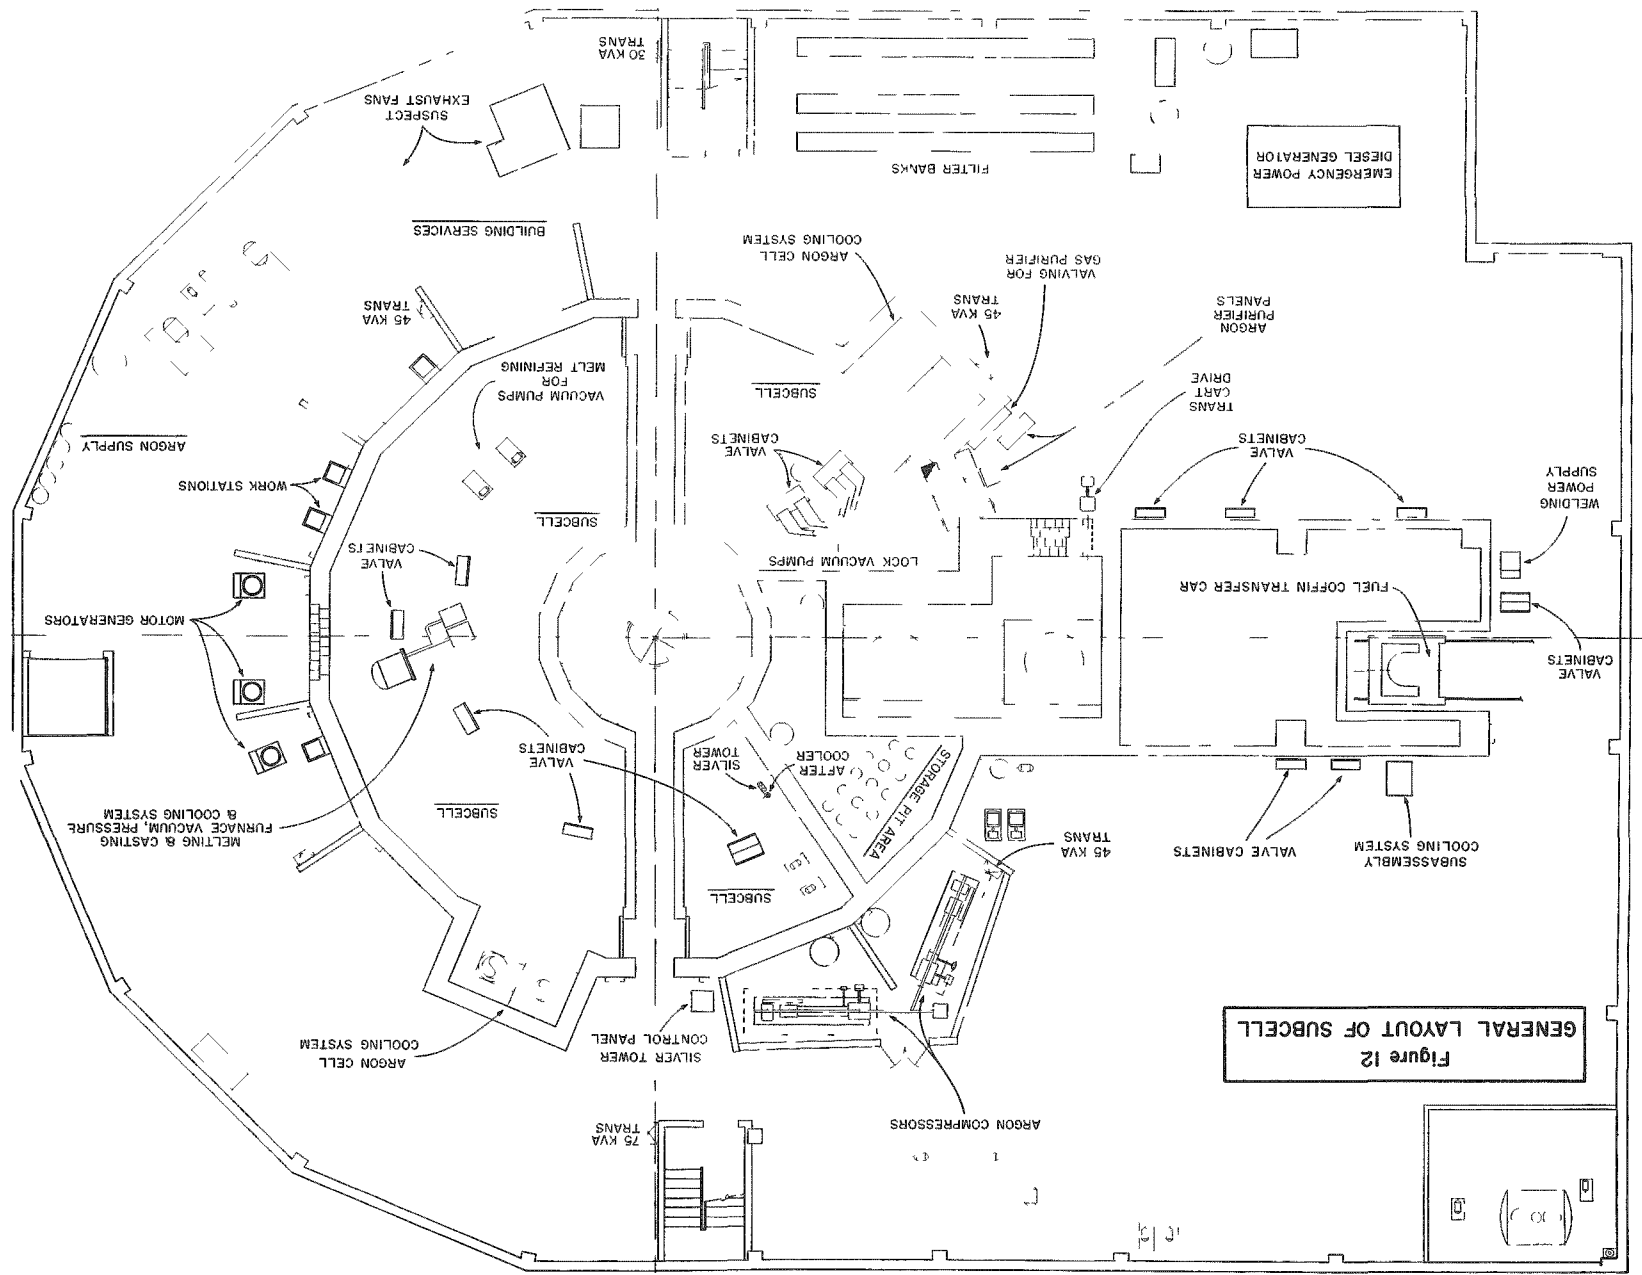 Figure 12
GENERAL LAYOUT OF SUBCELL
ARGON COMPRESSORS
75 KVA
TRANS
SILVER TOWER
CONTROL PANEL
ARGON CELL
COOLING SYSTEM
SUBASSEMBLY
COOLING SYSTEM
VALVE CABINETS
45 KVA
TRANS
STORAGE PIT AREA
SUBCELL
AFTER
COOLER
SILVER
TOWER
VALVE
CABINETS
SUBCELL
MELTING & CASTING
FURNACE VACUUM, PRESSURE
& COOLING SYSTEM
VALVE
CABINETS
FUEL COFFIN TRANSFER CAR
LOCK VACUUM PUMPS
MOTOR GENERATORS
VALVE
CABINETS
WELDING
POWER
SUPPLY
VALVE
CABINETS
TRANS
CART
DRIVE
VALVE
CABINETS
SUBCELL
SUBCELL
WORK STATIONS
ARGON SUPPLY
VACUUM PUMPS
FOR
MELT REFINING
ARGON
PURIFIER
PANELS
45 KVA
TRANS
VALVING FOR
GAS PURIFIER
ARGON CELL
COOLING SYSTEM
45 KVA
TRANS
BUILDING SERVICES
EMERGENCY POWER
DIESEL GENERATOR
FILTER BANKS
SUSPECT
EXHAUST FANS
30 KVA
TRANS